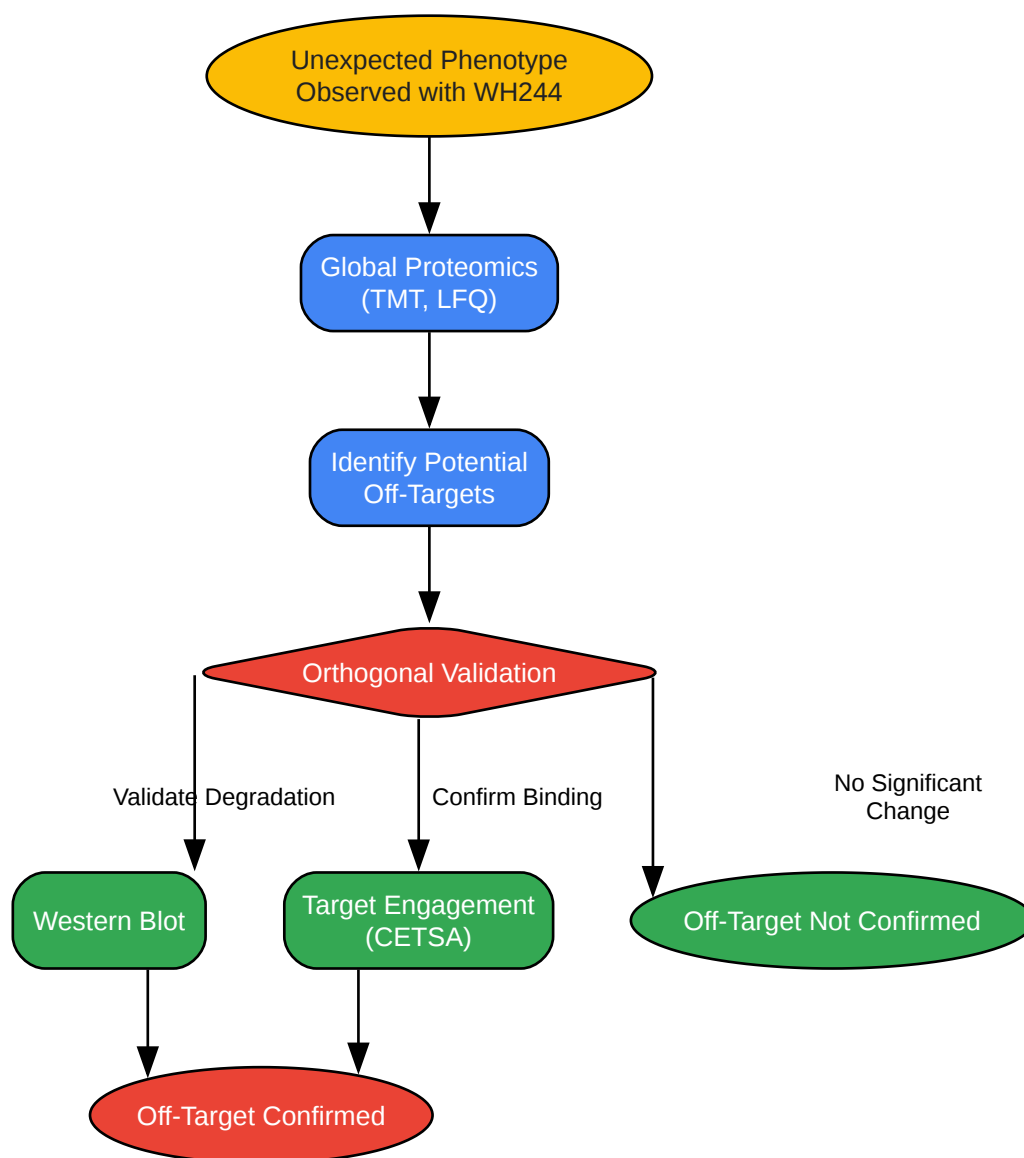 Unexpected Phenotype
Observed with WH244
Global Proteomics
(TMT, LFQ)
Identify Potential
Off-Targets
Orthogonal Validation
Validate Degradation
Confirm Binding
No Significant
Change
Western Blot
Target Engagement
(CETSA)
Off-Target Not Confirmed
Off-Target Confirmed